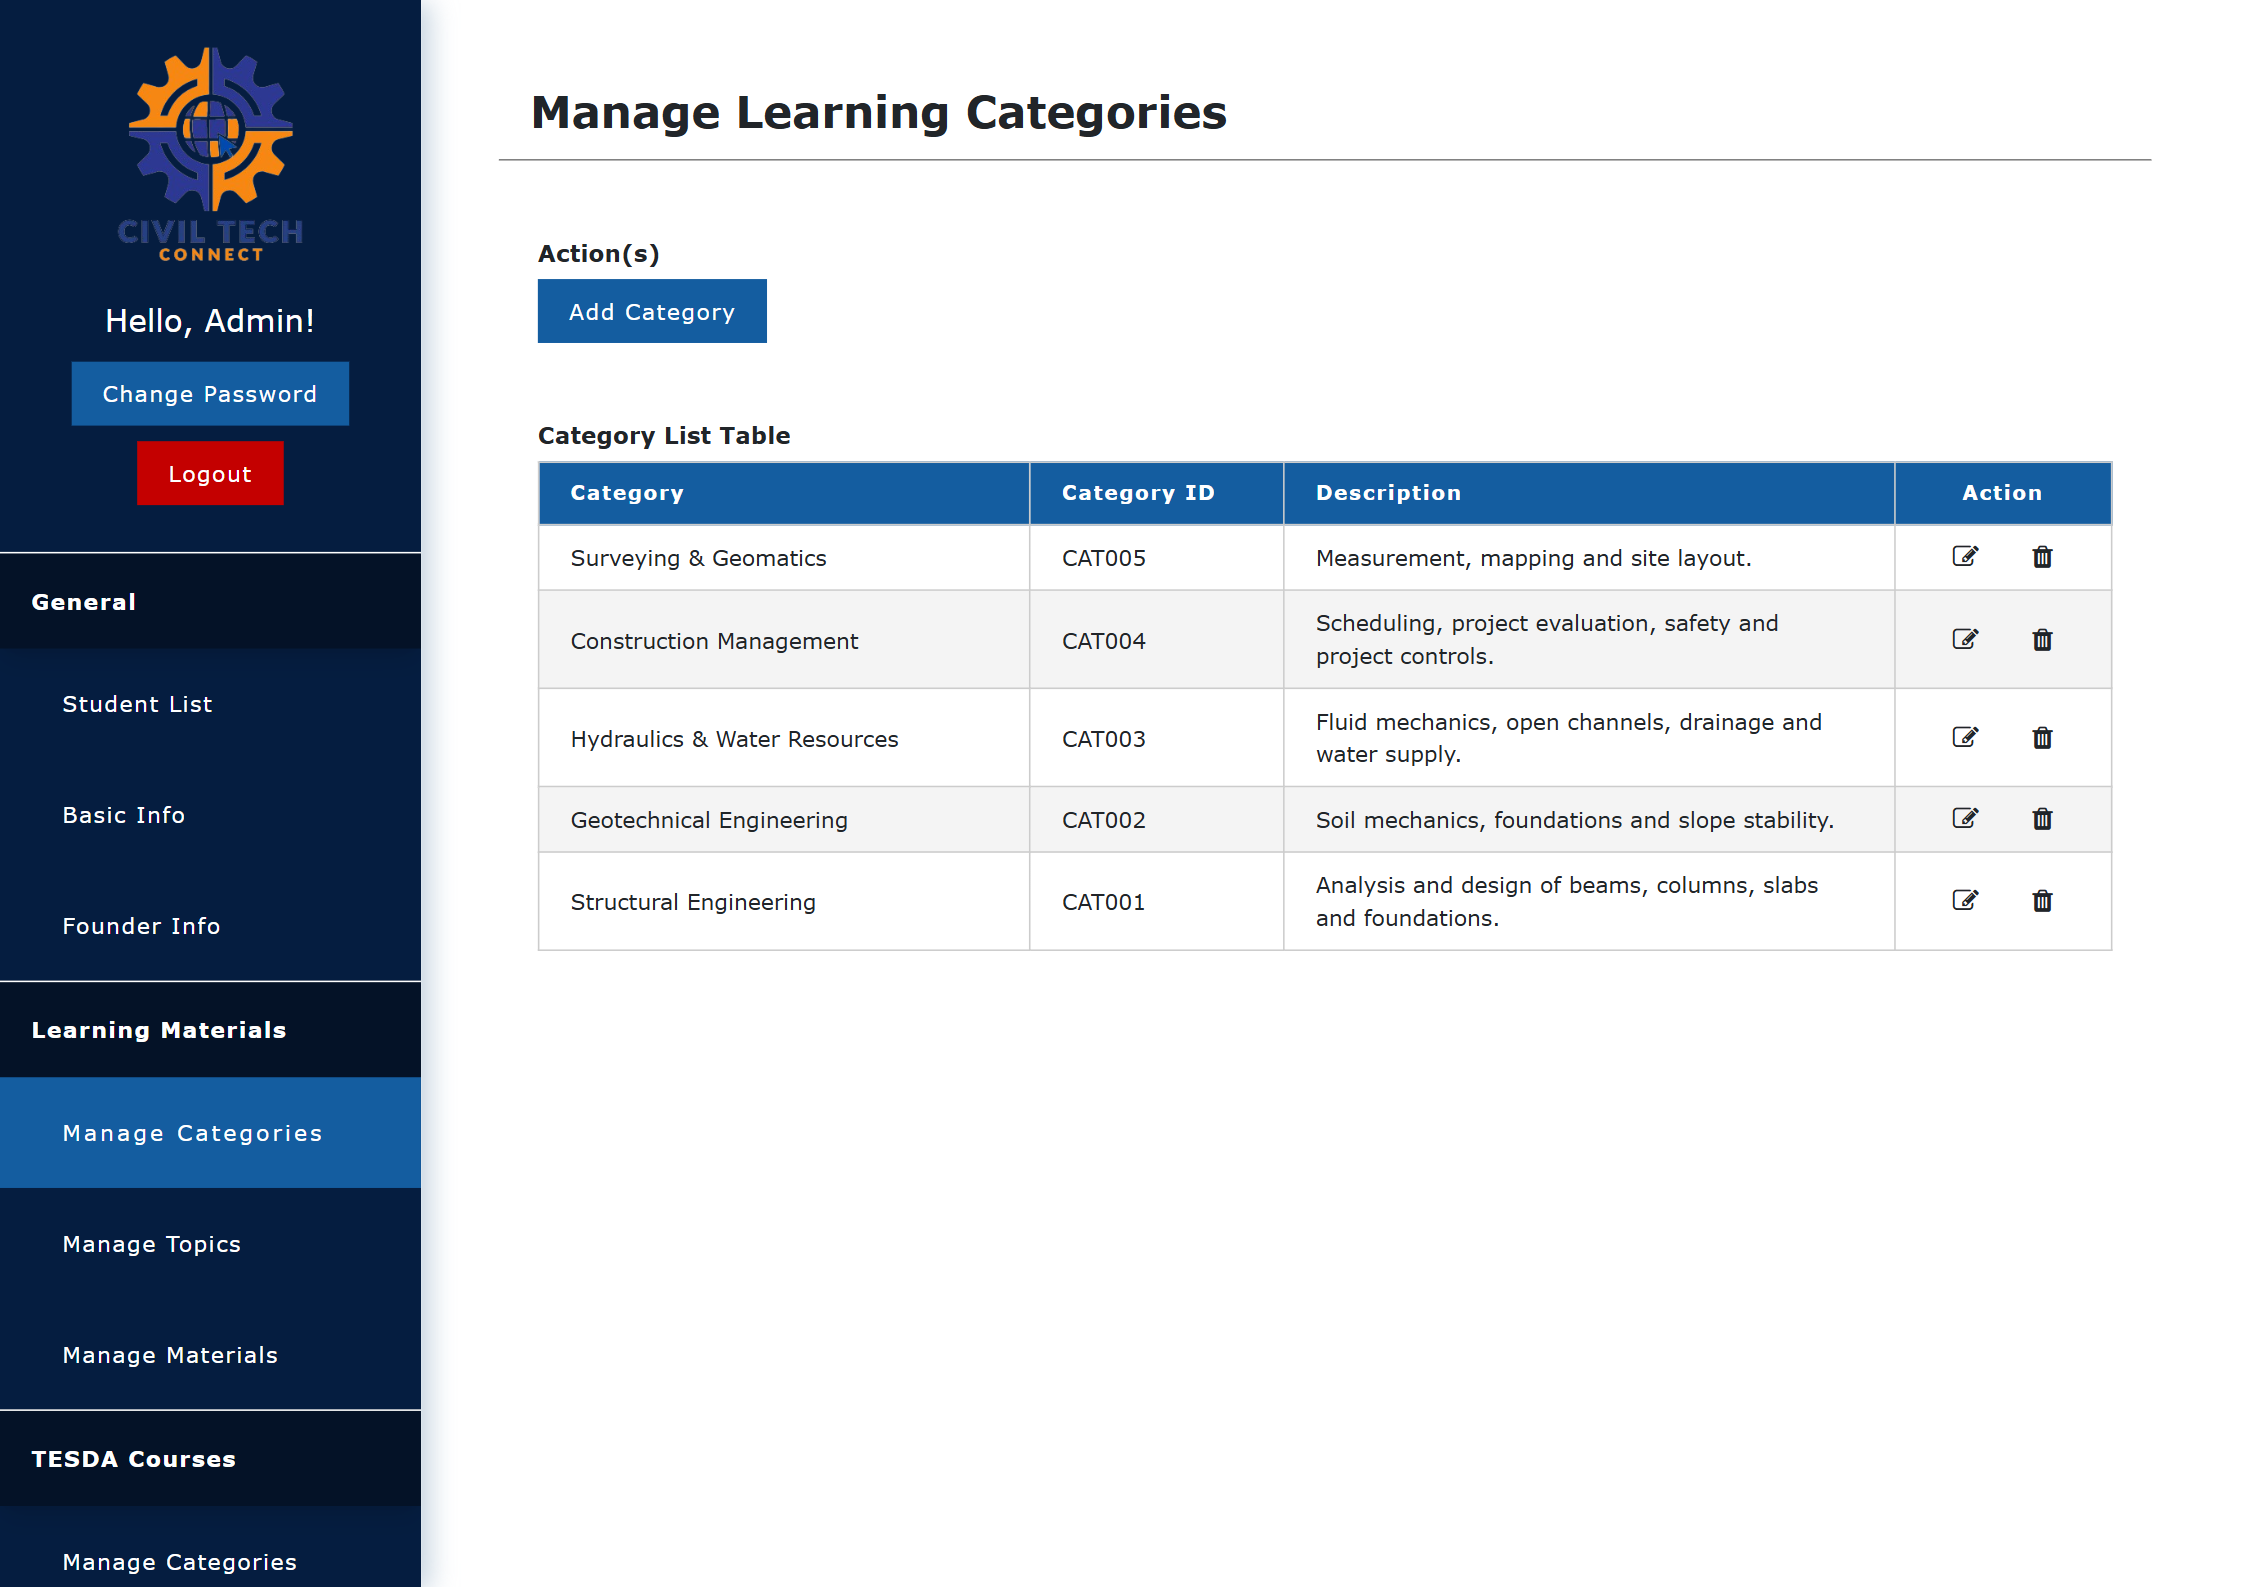 CIVIL TECH
CONNECT
Hello, Admin!
Change Password
Logout
General
Student List
Basic Info
Founder Info
Learning Materials
Manage Categories
Manage Topics
Manage Materials
TESDA Courses
Manage Categories
Manage Learning Categories
Action(s)
Add Category
Category List Table
Category Category ID Description Action
Surveying & Geomatics CAT005 Measurement, mapping and site layout.
Construction Management CAT004 Scheduling, project evaluation, safety and
project controls.
Hydraulics & Water Resources CAT003 Fluid mechanics, open channels, drainage and
water supply.
Geotechnical Engineering CAT002 Soil mechanics, foundations and slope stability.
Structural Engineering CAT001 Analysis and design of beams, columns, slabs
and foundations.